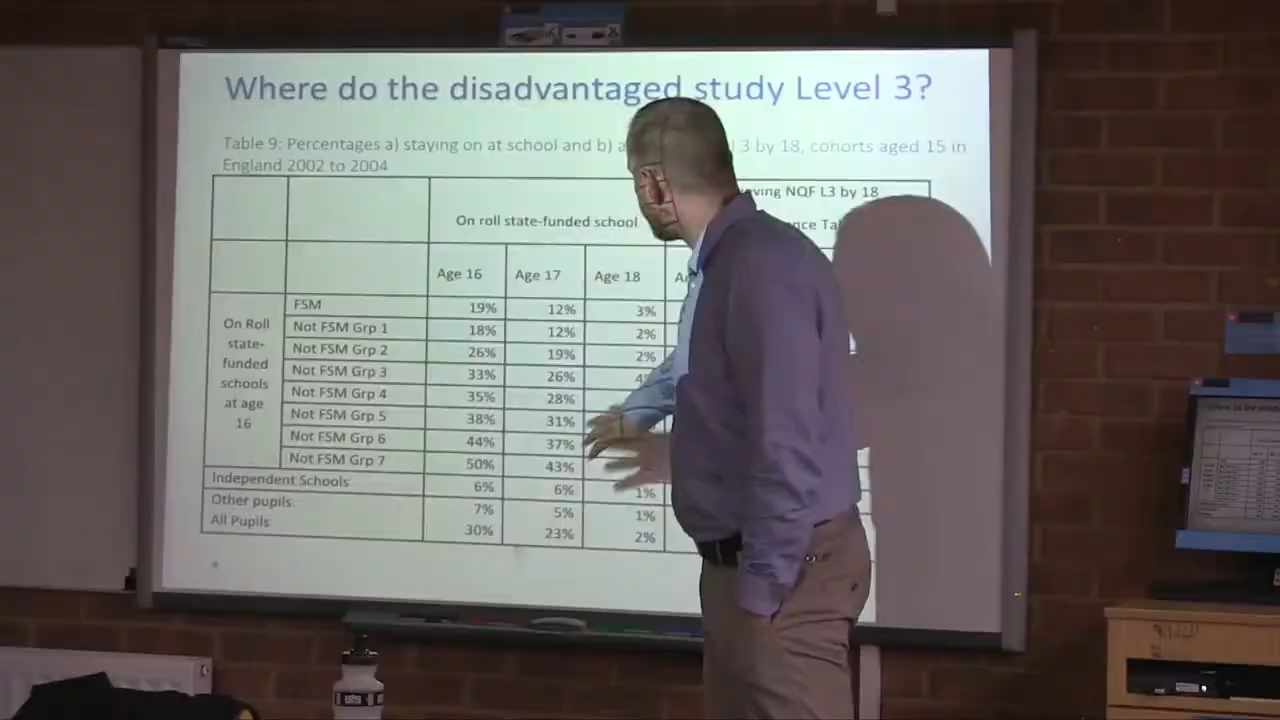 Where do the disadvantaged study Level 3?
Table 9: Percentages a) staying on at school and b) 3 by 18, cohorts aged 15 in
England 2002 to 2004
NQF L3 by 18
On roll state-funded school
Age 16 Age 17 Age 18
On Roll
state-
funded
schools
at age
16
FSM 19% 12% 3%
Not FSM Grp 1 18% 12% 2%
Not FSM Grp 2 26% 19% 2%
Not FSM Grp 3 33% 26%
Not FSM Grp 4 35% 28%
Not FSM Grp 5 38% 31%
Not FSM Grp 6 44% 37%
Not FSM Grp 7 50% 43%
Independent Schools 6% 6% 1%
Other pupils 7% 5% 1%
All Pupils 30% 23% 2%